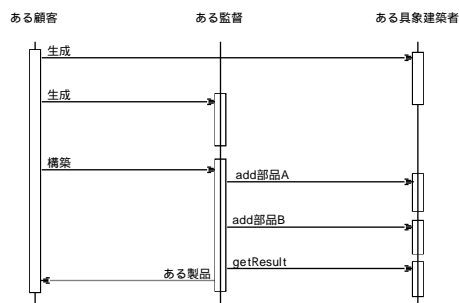 ある顧客 ある監督 ある具象建築者
生成
生成
構築
add部品A
add部品B
getResult
ある製品